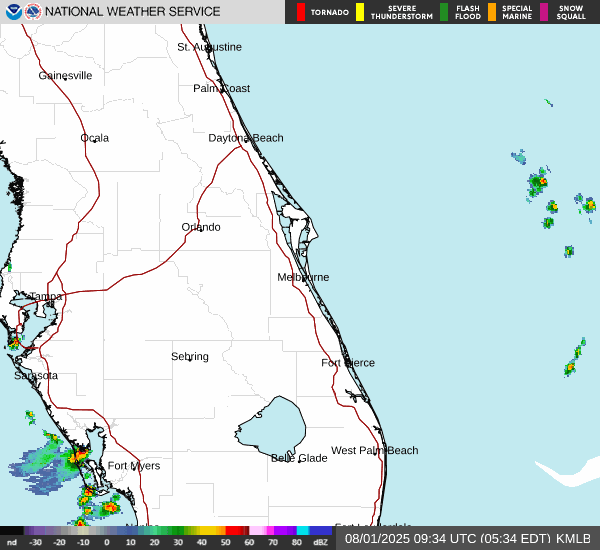 NATIONAL WEATHER SERVICE
TORNADO
SEVERE THUNDERSTORM
FLASH FLOOD
SPECIAL MARINE
SNOW SQUALL
St. Augustine
Gainesville
Palm Coast
Ocala
Daytona Beach
Orlando
Melbourne
Tampa
Sebring
Fort Pierce
Sarasota
West Palm Beach
Belle Glade
Fort Myers
nd -30 -20 -10 0 10 20 30 40 50 60 70 80 dBZ
08/01/2025 09:34 UTC (05:34 EDT) KMLB